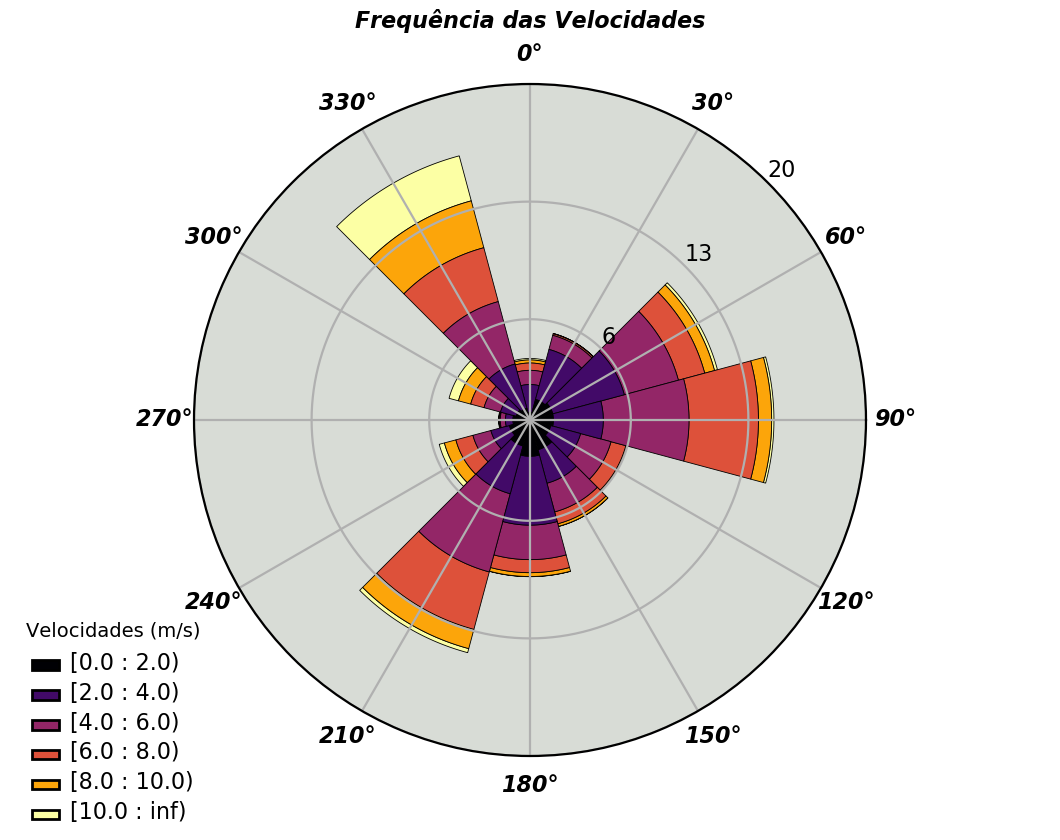 Frequência das Velocidades
0°
330°
30°
20
300°
60°
13
6
270°
90°
240°
120°
210°
150°
180°
Velocidades (m/s)
[0.0 : 2.0)
[2.0 : 4.0)
[4.0 : 6.0)
[6.0 : 8.0)
[8.0 : 10.0)
[10.0 : inf)